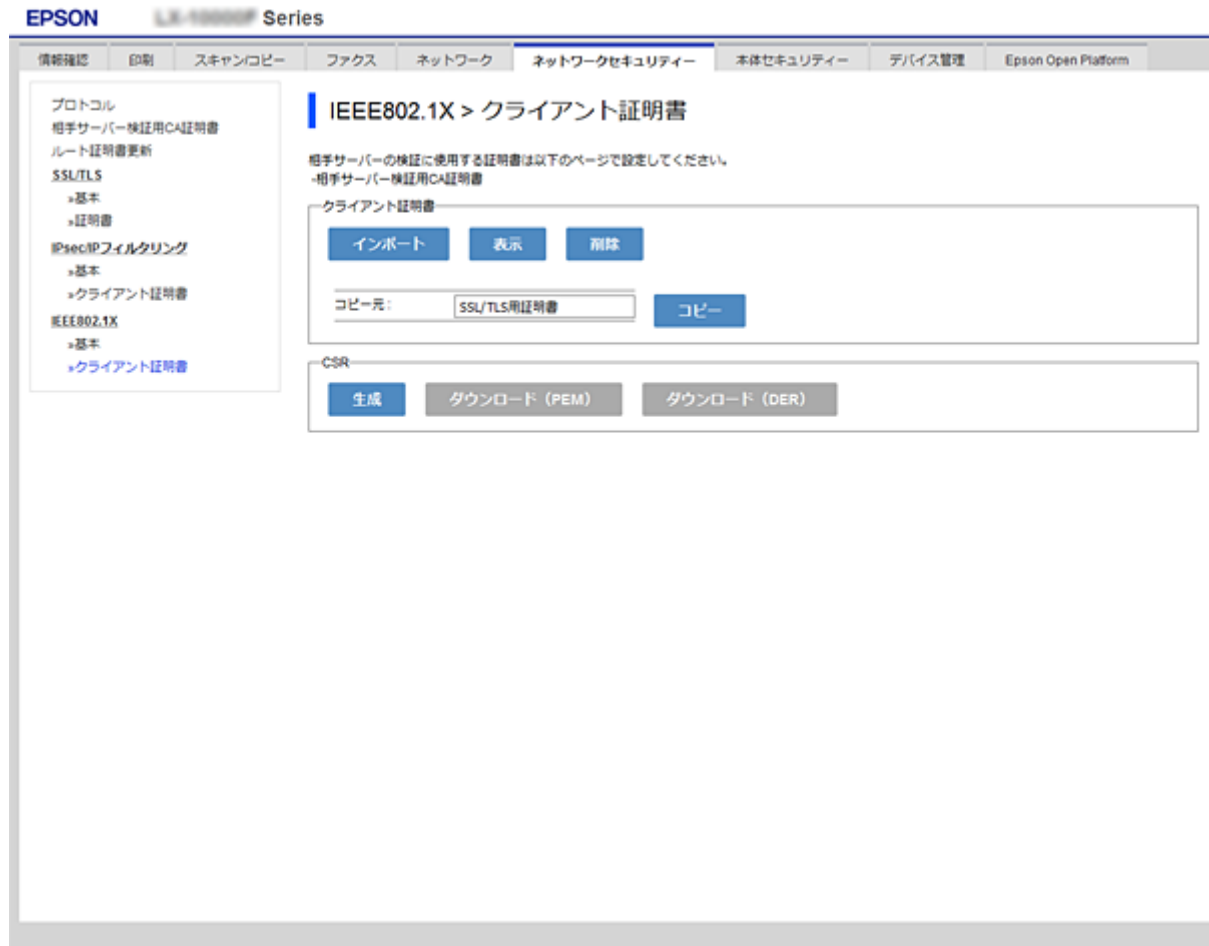 EPSON Series
情報確認 印刷 スキャン/コピー ファクス ネットワーク ネットワークセキュリティー 本体セキュリティー デバイス管理 Epson Open Platform
プロトコル
相手サーバー検証用CA証明書
ルート証明書更新
SSL/TLS
»基本
»証明書
IPsec/IPフィルタリング
»基本
»クライアント証明書
IEEE802.1X
»基本
»クライアント証明書
IEEE802.1X > クライアント証明書
相手サーバーの検証に使用する証明書は以下のページで設定してください。
-相手サーバー検証用CA証明書
クライアント証明書
インポート 表示 削除
コピー元: SSL/TLS用証明書 コピー
CSR
生成 ダウンロード（PEM） ダウンロード（DER）